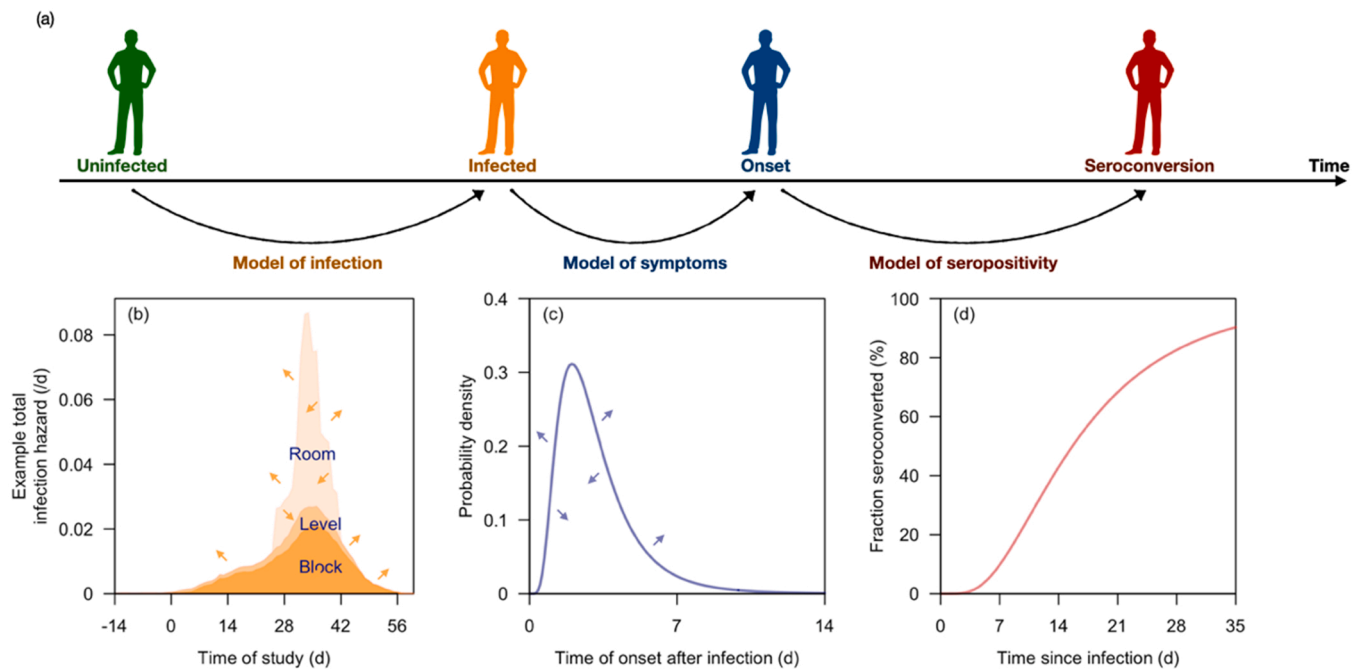 (a)
Uninfected Infected Onset Seroconversion Time
Model of infection Model of symptoms Model of seropositivity
(b)
Example total
infection hazard (/d)
0.08
0.06
0.04
0.02
0
Room
Level
Block
-14 0 14 28 42 56
Time of study (d)
(c)
Probability density
0.4
0.3
0.2
0.1
0
0 7 14
Time of onset after infection (d)
(d)
Fraction seroconverted (%)
100
80
60
40
20
0
0 7 14 21 28 35
Time since infection (d)